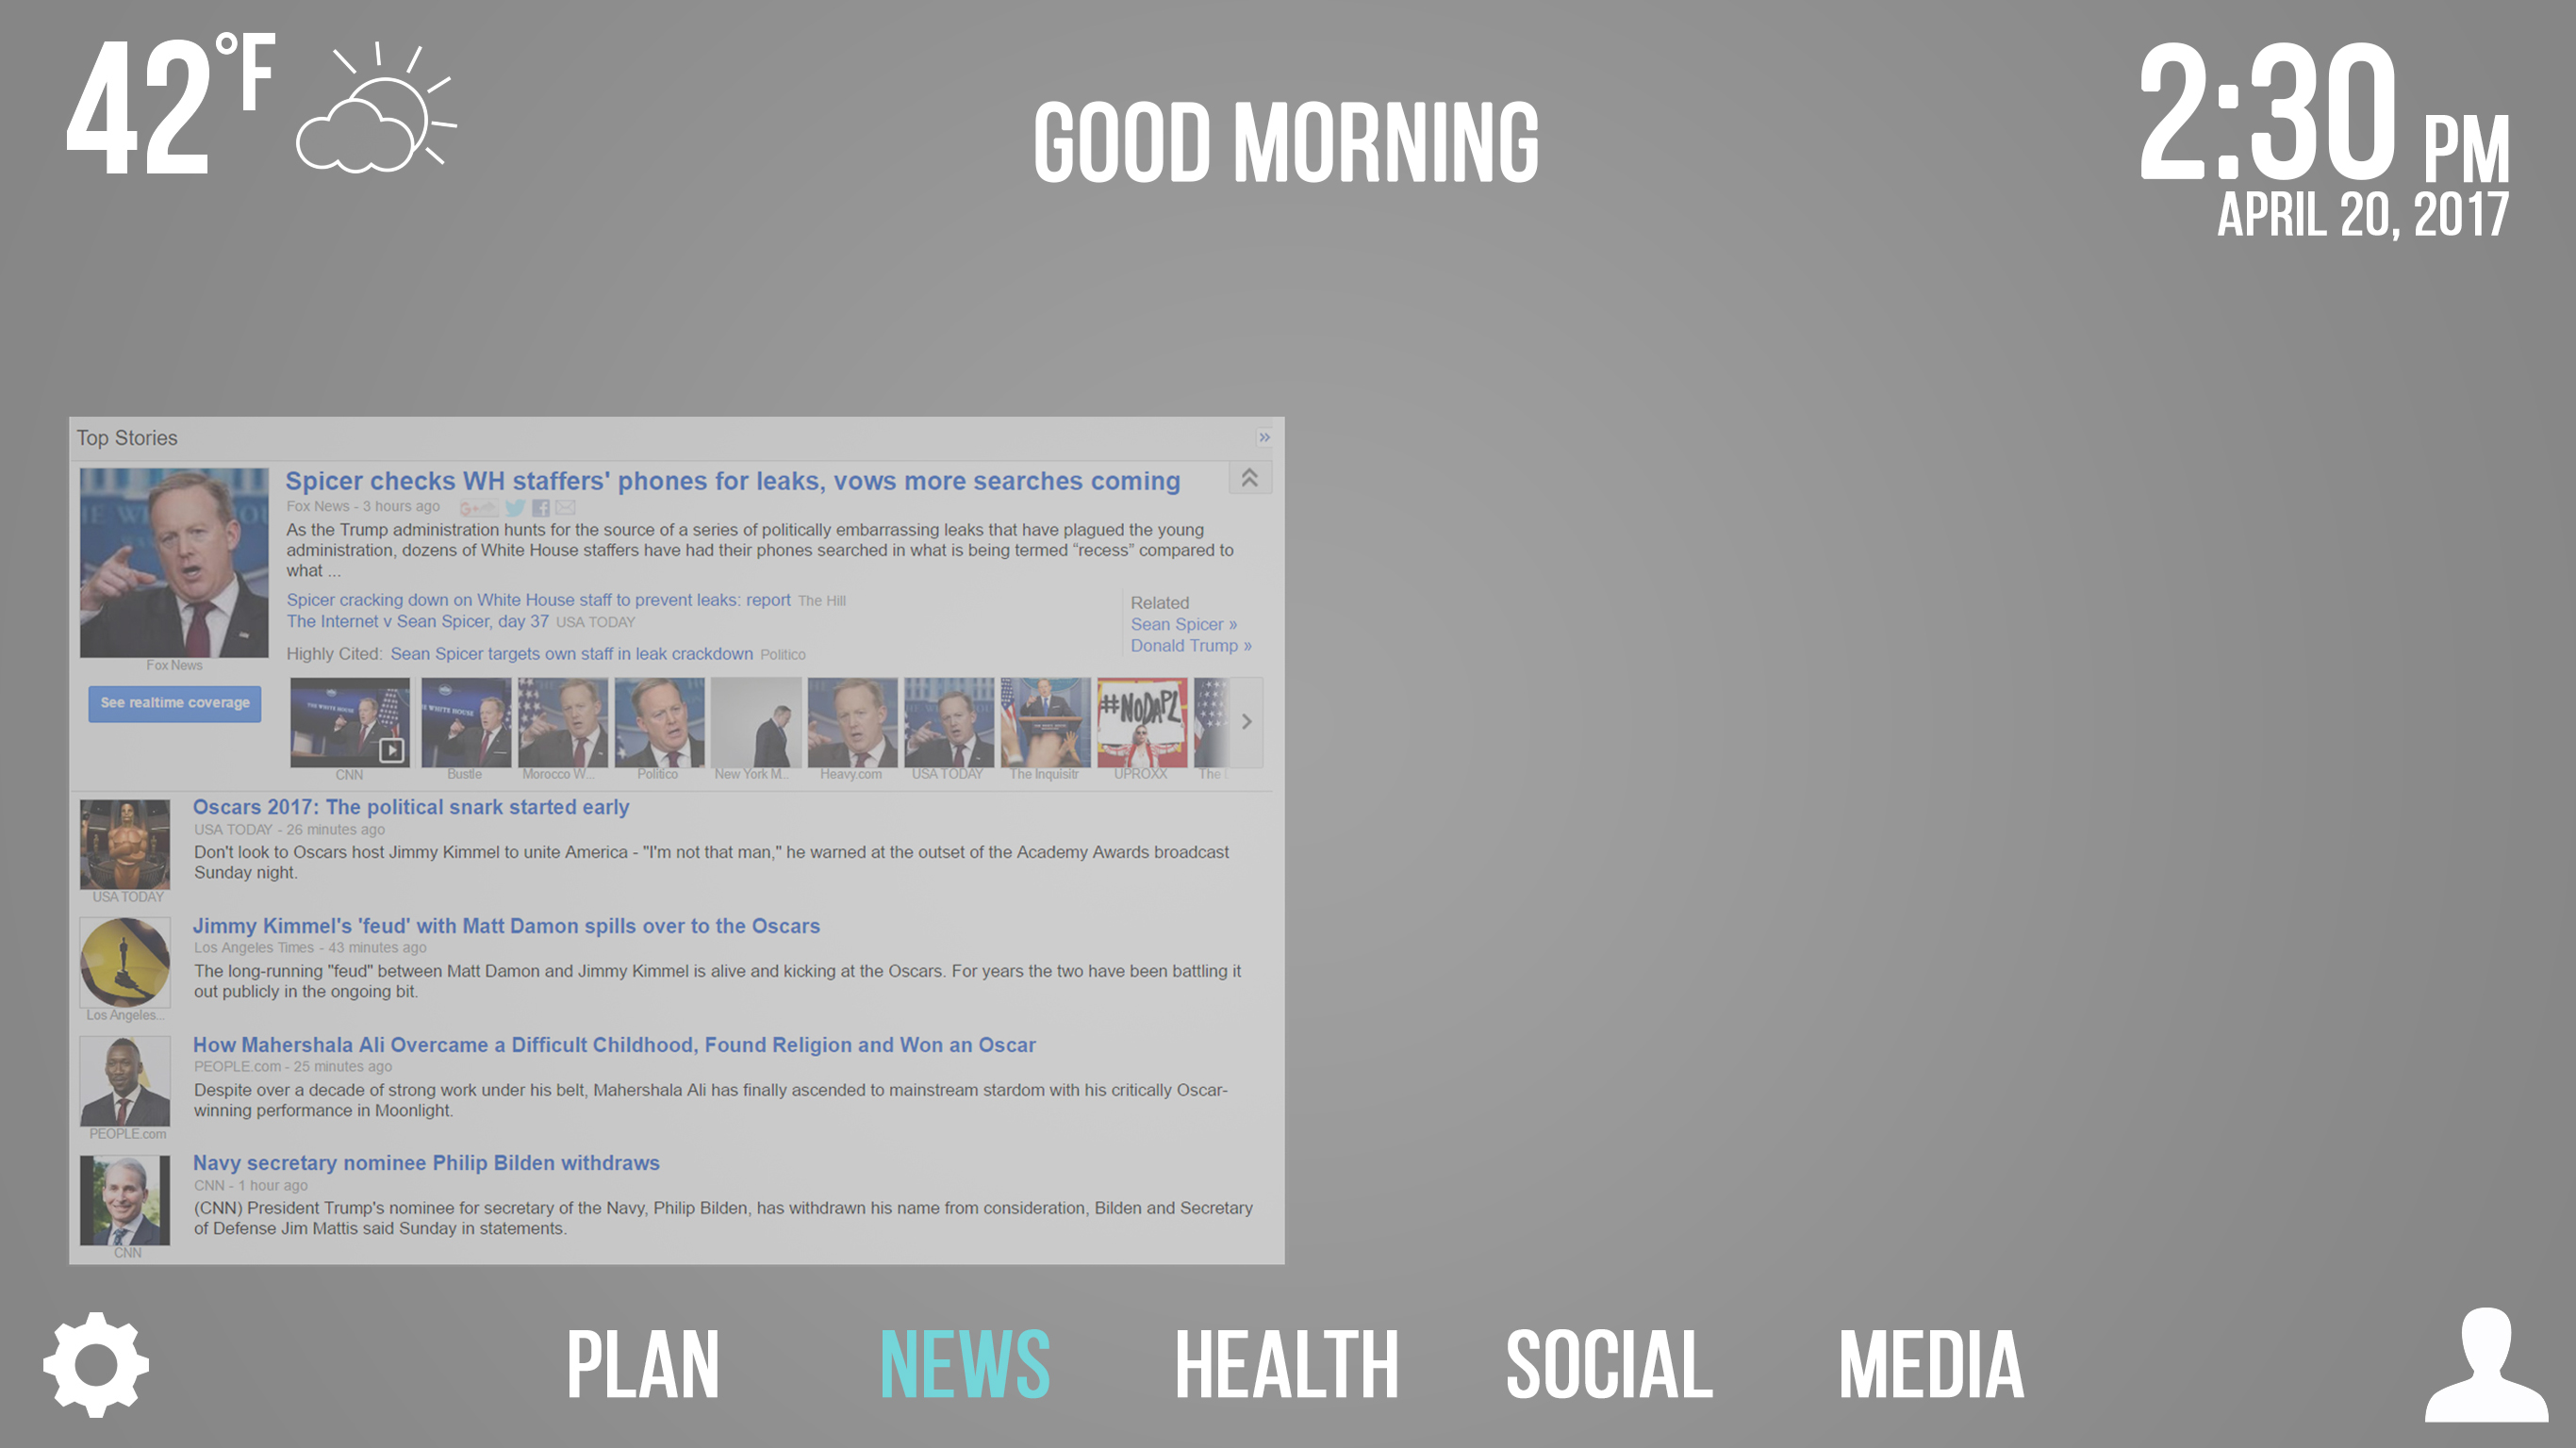 42°F
GOOD MORNING
2:30 PM
APRIL 20, 2017
Top Stories
Spicer checks WH staffers' phones for leaks, vows more searches coming
Fox News - 3 hours ago
As the Trump administration hunts for the source of a series of politically embarrassing leaks that have plagued the young
administration, dozens of White House staffers have had their phones searched in what is being termed “recess” compared to
what ...
Spicer cracking down on White House staff to prevent leaks: report The Hill
The Internet v Sean Spicer, day 37 USA TODAY
Highly Cited: Sean Spicer targets own staff in leak crackdown Politico
Related
Sean Spicer »
Donald Trump »
Fox News
See realtime coverage
THE WHITE HOUSE
#NODAPL
CNN
Bustle
Morocco W...
Politico
New York M...
Heavy.com
USA TODAY
The Inquisitr
UPROXX
The
Oscars 2017: The political snark started early
USA TODAY - 26 minutes ago
Don't look to Oscars host Jimmy Kimmel to unite America - "I'm not that man," he warned at the outset of the Academy Awards broadcast
Sunday night.
USA TODAY
Jimmy Kimmel's 'feud' with Matt Damon spills over to the Oscars
Los Angeles Times - 43 minutes ago
The long-running "feud" between Matt Damon and Jimmy Kimmel is alive and kicking at the Oscars. For years the two have been battling it
out publicly in the ongoing bit.
Los Angeles...
How Mahershala Ali Overcame a Difficult Childhood, Found Religion and Won an Oscar
PEOPLE.com - 25 minutes ago
Despite over a decade of strong work under his belt, Mahershala Ali has finally ascended to mainstream stardom with his critically Oscar-
winning performance in Moonlight.
PEOPLE.com
Navy secretary nominee Philip Bilden withdraws
CNN - 1 hour ago
(CNN) President Trump's nominee for secretary of the Navy, Philip Bilden, has withdrawn his name from consideration, Bilden and Secretary
of Defense Jim Mattis said Sunday in statements.
CNN
PLAN
NEWS
HEALTH
SOCIAL
MEDIA